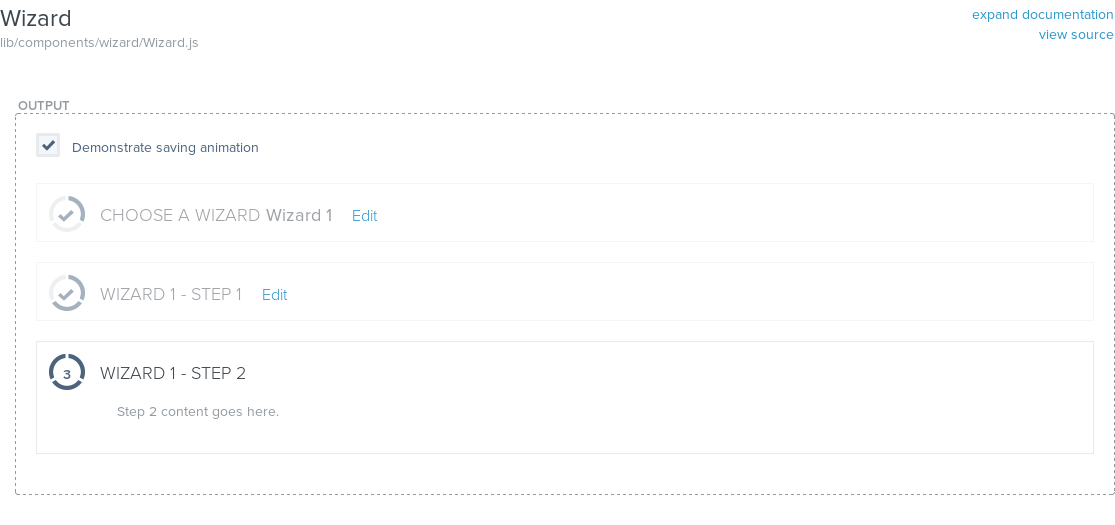 Wizard
expand documentation
lib/components/wizard/Wizard.js
view source
OUTPUT
Demonstrate saving animation
CHOOSE A WIZARD Wizard 1 Edit
WIZARD 1 - STEP 1 Edit
3 WIZARD 1 - STEP 2
Step 2 content goes here.